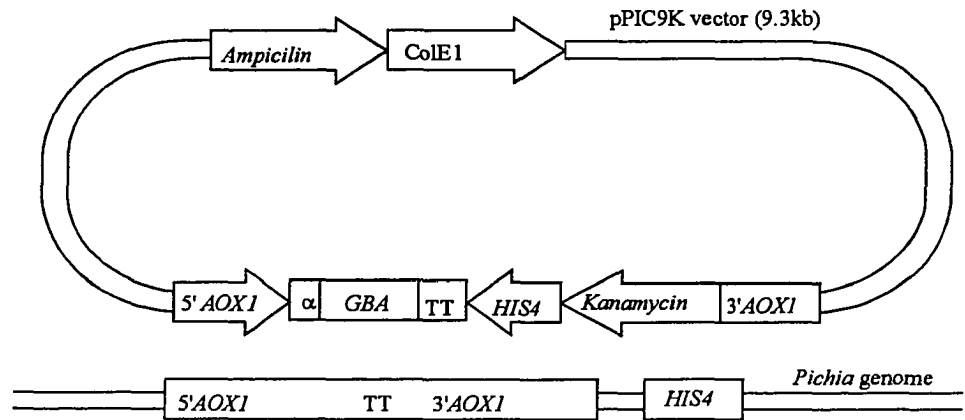 pPIC9K vector (9.3kb)
Ampicilin ColE1
5' AOX1 α GBA TT HIS4 Kanamycin 3'AOX1
Pichia genome
5'AOX1 TT 3'AOX1 HIS4